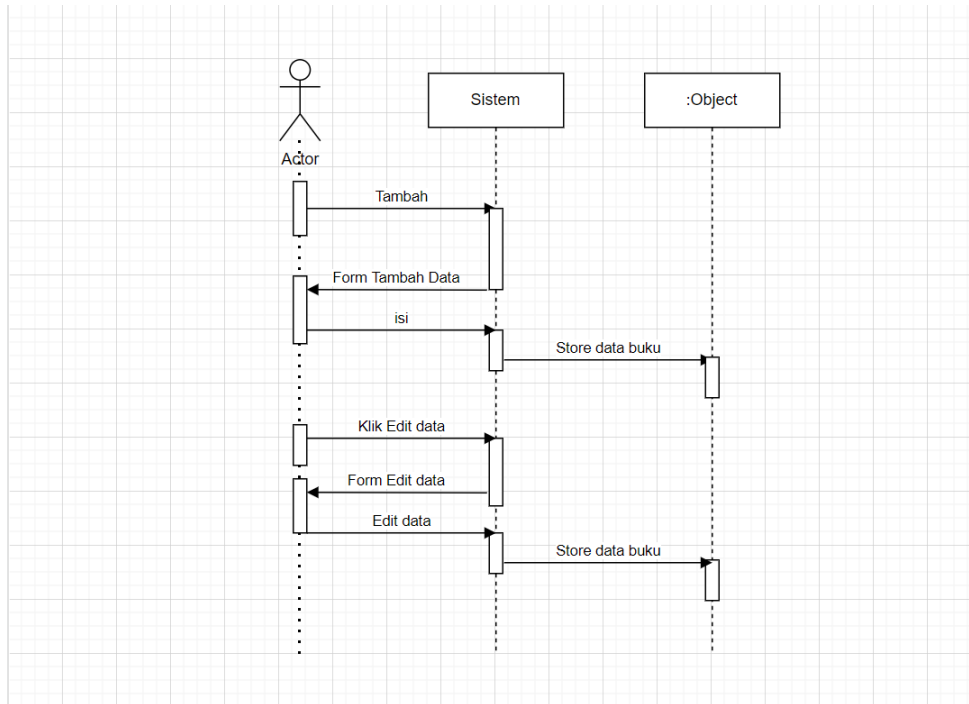 Sistem
:Object
Actor
Tambah
Form Tambah Data
isi
Store data buku
Klik Edit data
Form Edit data
Edit data
Store data buku